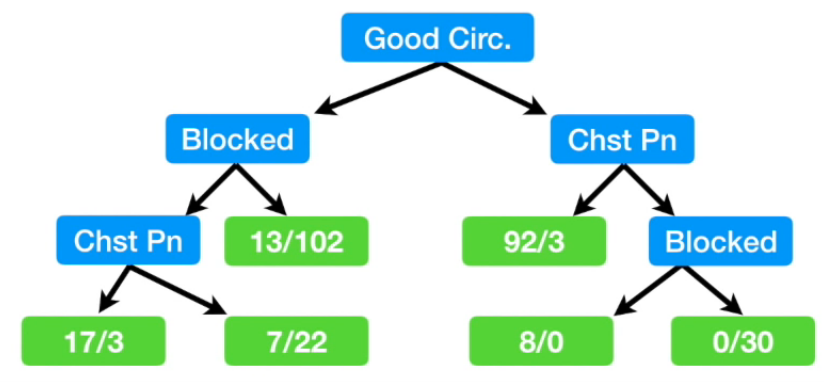 Good Circ.
Blocked
Chst Pn
Chst Pn
13/102
92/3
Blocked
17/3
7/22
8/0
0/30